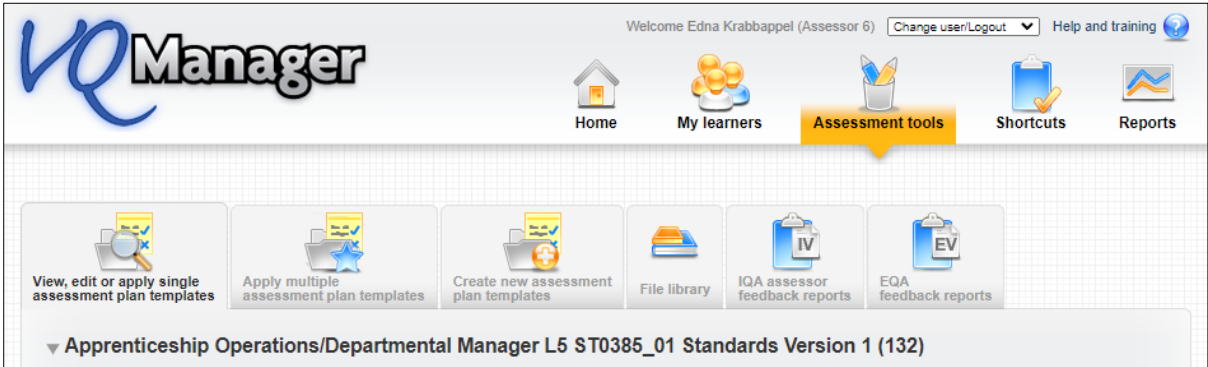 VQManager
Welcome Edna Krabbappel (Assessor 6) Change user/Logout Help and training ?
Home My learners Assessment tools Shortcuts Reports
View, edit or apply single
assessment plan templates
Apply multiple
assessment plan templates
Create new assessment
plan templates
File library
IV
IQA assessor
feedback reports
EV
EQA
feedback reports
Apprenticeship Operations/Departmental Manager L5 ST0385_01 Standards Version 1 (132)